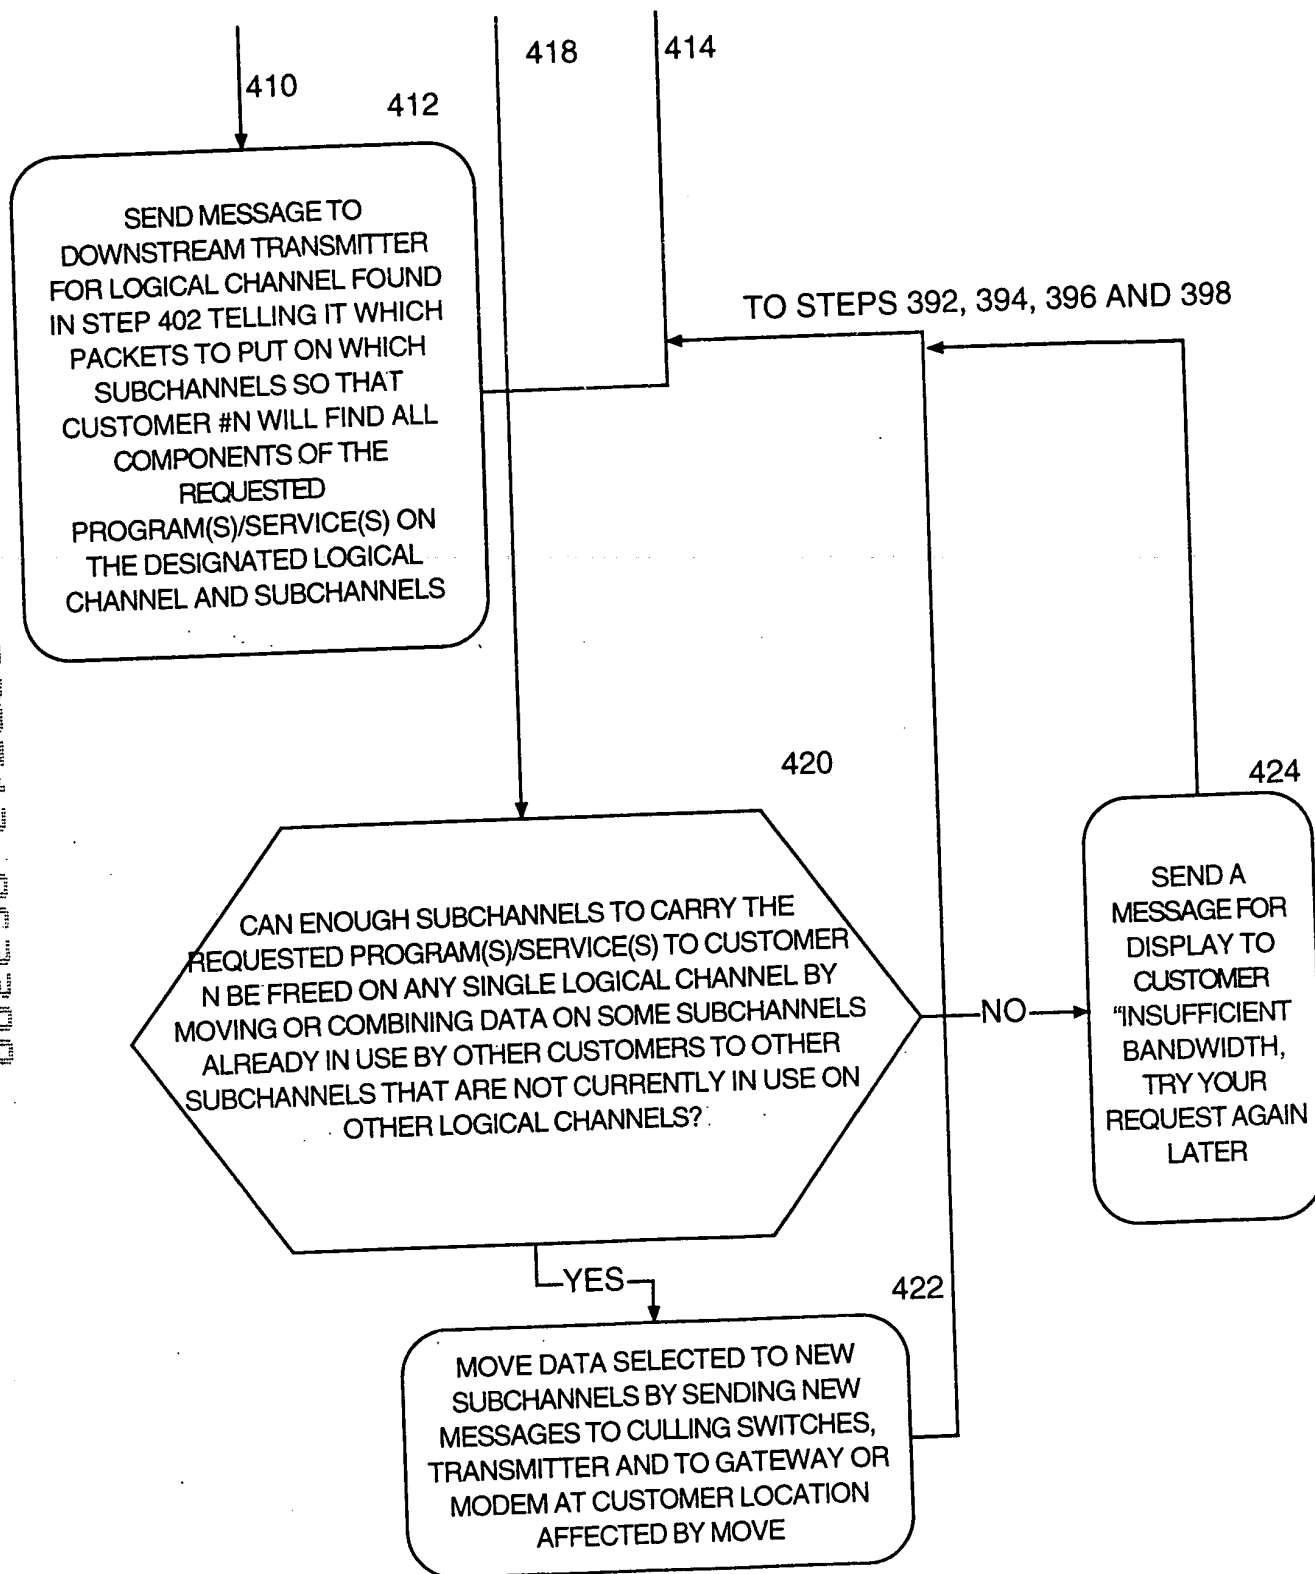 410
412
418
414
SEND MESSAGE TO
DOWNSTREAM TRANSMITTER
FOR LOGICAL CHANNEL FOUND
IN STEP 402 TELLING IT WHICH
PACKETS TO PUT ON WHICH
SUBCHANNELS SO THAT
CUSTOMER #N WILL FIND ALL
COMPONENTS OF THE
REQUESTED
PROGRAM(S)/SERVICE(S) ON
THE DESIGNATED LOGICAL
CHANNEL AND SUBCHANNELS
TO STEPS 392, 394, 396 AND 398
420
CAN ENOUGH SUBCHANNELS TO CARRY THE
REQUESTED PROGRAM(S)/SERVICE(S) TO CUSTOMER
N BE FREED ON ANY SINGLE LOGICAL CHANNEL BY
MOVING OR COMBINING DATA ON SOME SUBCHANNELS
ALREADY IN USE BY OTHER CUSTOMERS TO OTHER
SUBCHANNELS THAT ARE NOT CURRENTLY IN USE ON
OTHER LOGICAL CHANNELS?
NO
424
SEND A
MESSAGE FOR
DISPLAY TO
CUSTOMER
"INSUFFICIENT
BANDWIDTH,
TRY YOUR
REQUEST AGAIN
LATER
YES
422
MOVE DATA SELECTED TO NEW
SUBCHANNELS BY SENDING NEW
MESSAGES TO CULLING SWITCHES,
TRANSMITTER AND TO GATEWAY OR
MODEM AT CUSTOMER LOCATION
AFFECTED BY MOVE